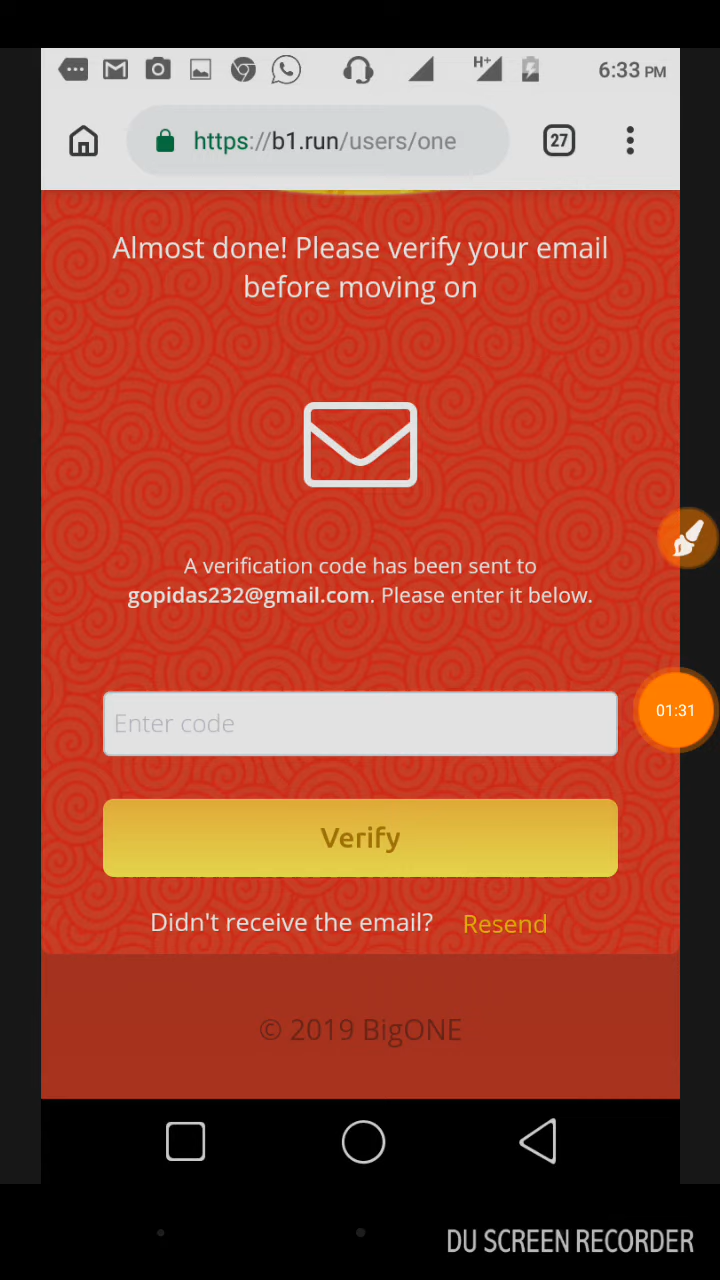 H+
6:33 PM
https://b1.run/users/one
27
Almost done! Please verify your email
before moving on
A verification code has been sent to
gopidas232@gmail.com. Please enter it below.
01:31
Enter code
Verify
Didn't receive the email? Resend
© 2019 BigONE
DU SCREEN RECORDER